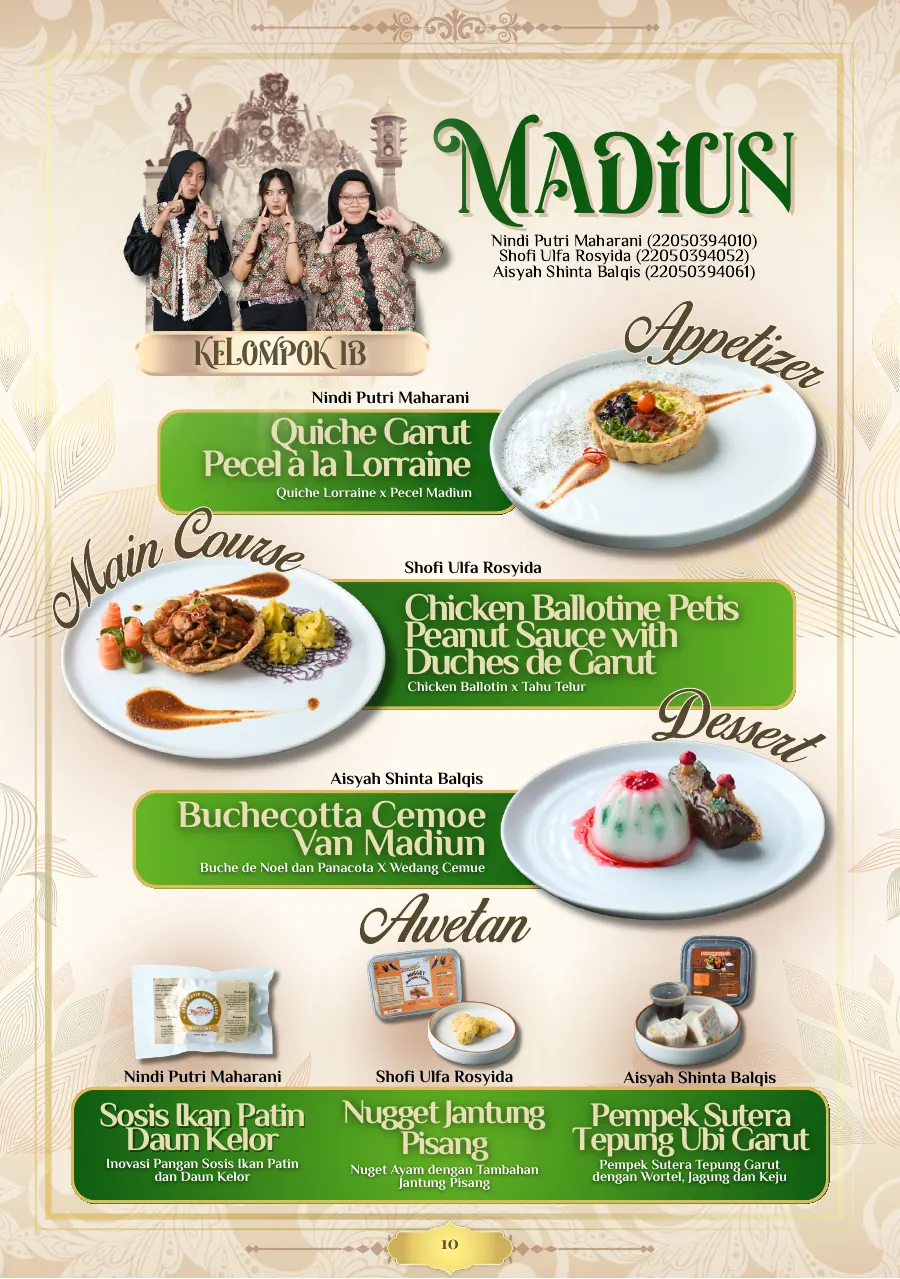 MADiUN
Nindi Putri Maharani (22050394010)
Shofi Ulfa Rosyida (22050394052)
Aisyah Shinta Balqis (22050394061)
KELOMPOK 1B
Appetizer
Nindi Putri Maharani
Quiche Garut
Pecel à la Lorraine
Quiche Lorraine x Pecel Madiun
Main Course
Shofi Ulfa Rosyida
Chicken Ballotine Petis
Peanut Sauce with
Duches de Garut
Chicken Ballotin x Tahu Telur
Dessert
Aisyah Shinta Balqis
Buchecotta Cemoe
Van Madiun
Buche de Noel dan Panacota X Wedang Cemue
Awetan
NUGGET
Nindi Putri Maharani
Shofi Ulfa Rosyida
Aisyah Shinta Balqis
Sosis Ikan Patin
Daun Kelor
Inovasi Pangan Sosis Ikan Patin
dan Daun Kelor
Nugget Jantung
Pisang
Nuget Ayam dengan Tambahan
Jantung Pisang
Pempek Sutera
Tepung Ubi Garut
Pempek Sutera Tepung Garut
dengan Wortel, Jagung dan Keju
10